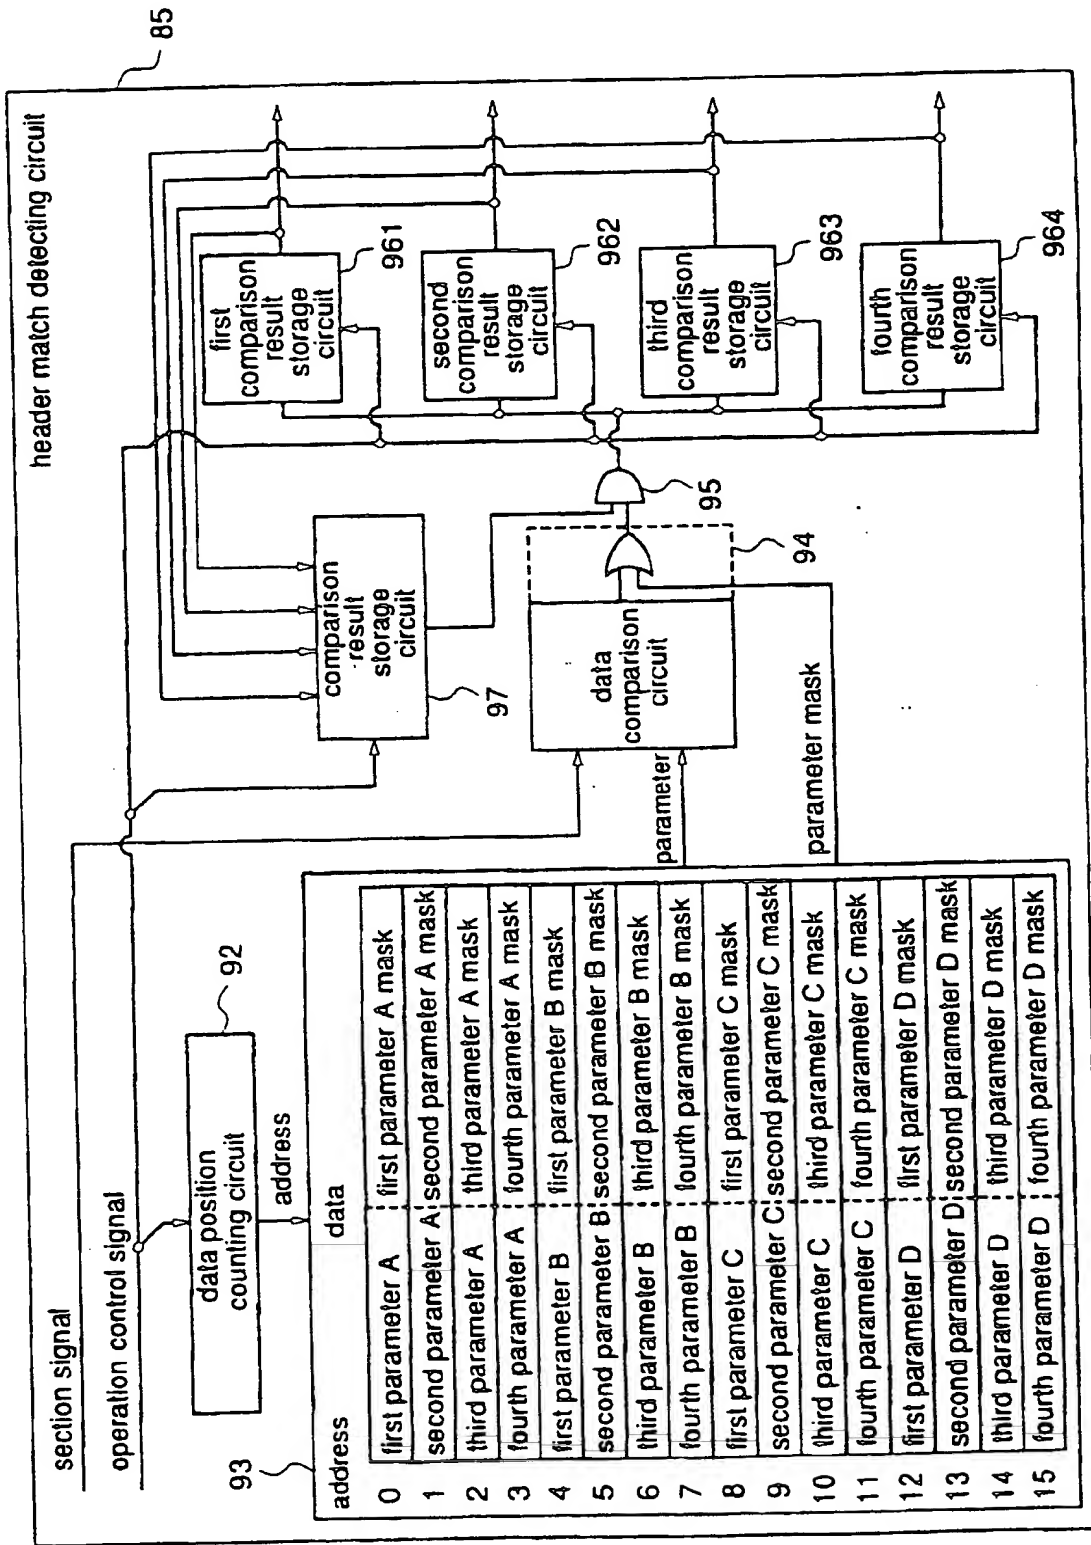 header match detecting circuit
85
section signal
operation control signal
data position
counting circuit
92
address
93
address
data
0 first parameter A first parameter A mask
1 second parameter A second parameter A mask
2 third parameter A third parameter A mask
3 fourth parameter A fourth parameter A mask
4 first parameter B first parameter B mask
5 second parameter B second parameter B mask
6 third parameter B third parameter B mask
7 fourth parameter B fourth parameter B mask
8 first parameter C first parameter C mask
9 second parameter C second parameter C mask
10 third parameter C third parameter C mask
11 fourth parameter C fourth parameter C mask
12 first parameter D first parameter D mask
13 second parameter D second parameter D mask
14 third parameter D third parameter D mask
15 fourth parameter D fourth parameter D mask
parameter
parameter mask
comparison
result
storage
circuit
97
data
comparison
circuit
94
95
first
comparison
result
storage
circuit
961
second
comparison
result
storage
circuit
962
third
comparison
result
storage
circuit
963
fourth
comparison
result
storage
circuit
964